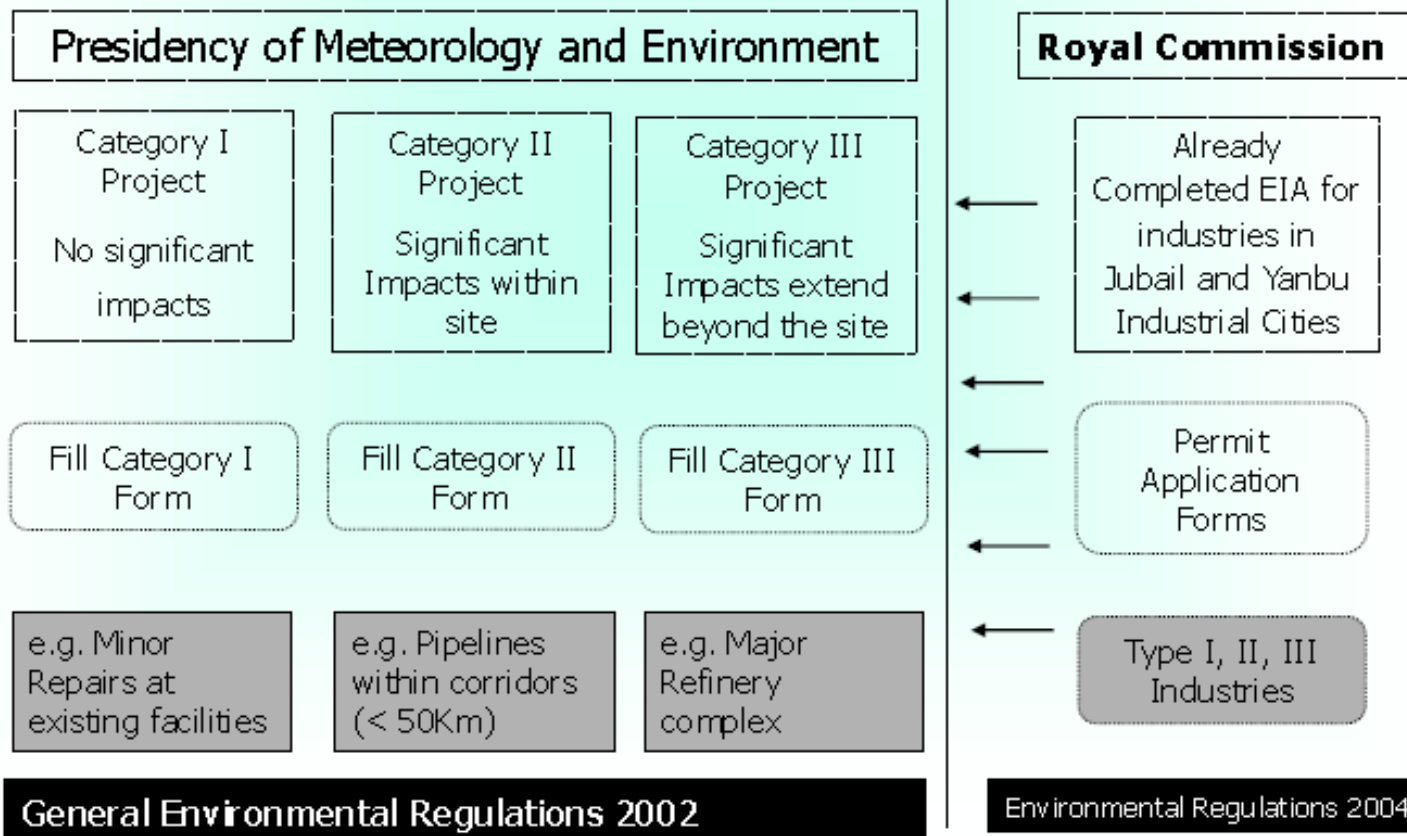 Presidency of Meteorology and Environment
Royal Commission
Category I
Project
No significant
impacts
Category II
Project
Significant
Impacts within
site
Category III
Project
Significant
Impacts extend
beyond the site
Already
Completed EIA for
industries in
Jubail and Yanbu
Industrial Cities
Fill Category I
Form
Fill Category II
Form
Fill Category III
Form
Permit
Application
Forms
e.g. Minor
Repairs at
existing facilities
e.g. Pipelines
within corridors
(< 50Km)
e.g. Major
Refinery
complex
Type I, II, III
Industries
General Environmental Regulations 2002
Environmental Regulations 2004